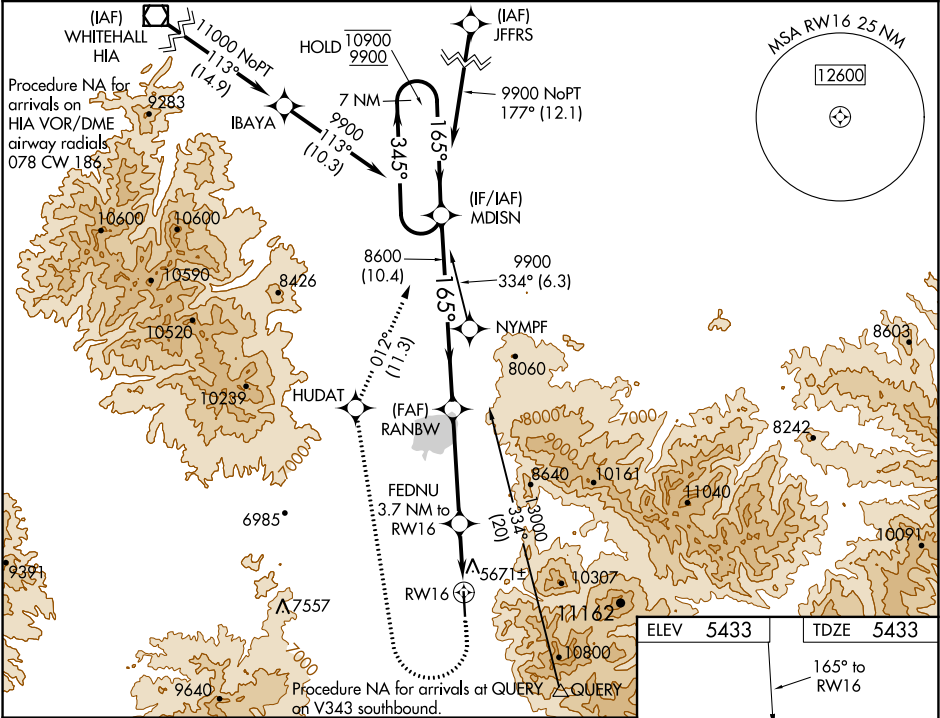 (IAF)
WHITEHALL
HIA
11000 NoPT
113°
(14.9)
HOLD 10900
9900
7 NM
(IAF)
JFFRS
9900 NoPT
177° (12.1)
MSA RW16 25 NM
12600
Procedure NA for
arrivals on
HIA VOR/DME
airway radials
078 CW 186.
9283
IBAYA
9900
113°
(10.3)
345°
165°
(IF/IAF)
MDISN
10600
10600
10590
8426
10520
10239
8600
(10.4)
165°
9900
334° (6.3)
NYMPF
012°
(11.3)
HUDAT
(FAF)
RANBW
8060
8603
8000
7000
9000
8242
7000
8640
10161
11040
13000
334°
(20)
FEDNU
3.7 NM to
RW16
6985
10091
9391
5671±
RW16
10307
11162
7557
7000
10800
9640
Procedure NA for arrivals at QUERY
on V343 southbound.
QUERY
ELEV 5433
TDZE 5433
165° to
RW16